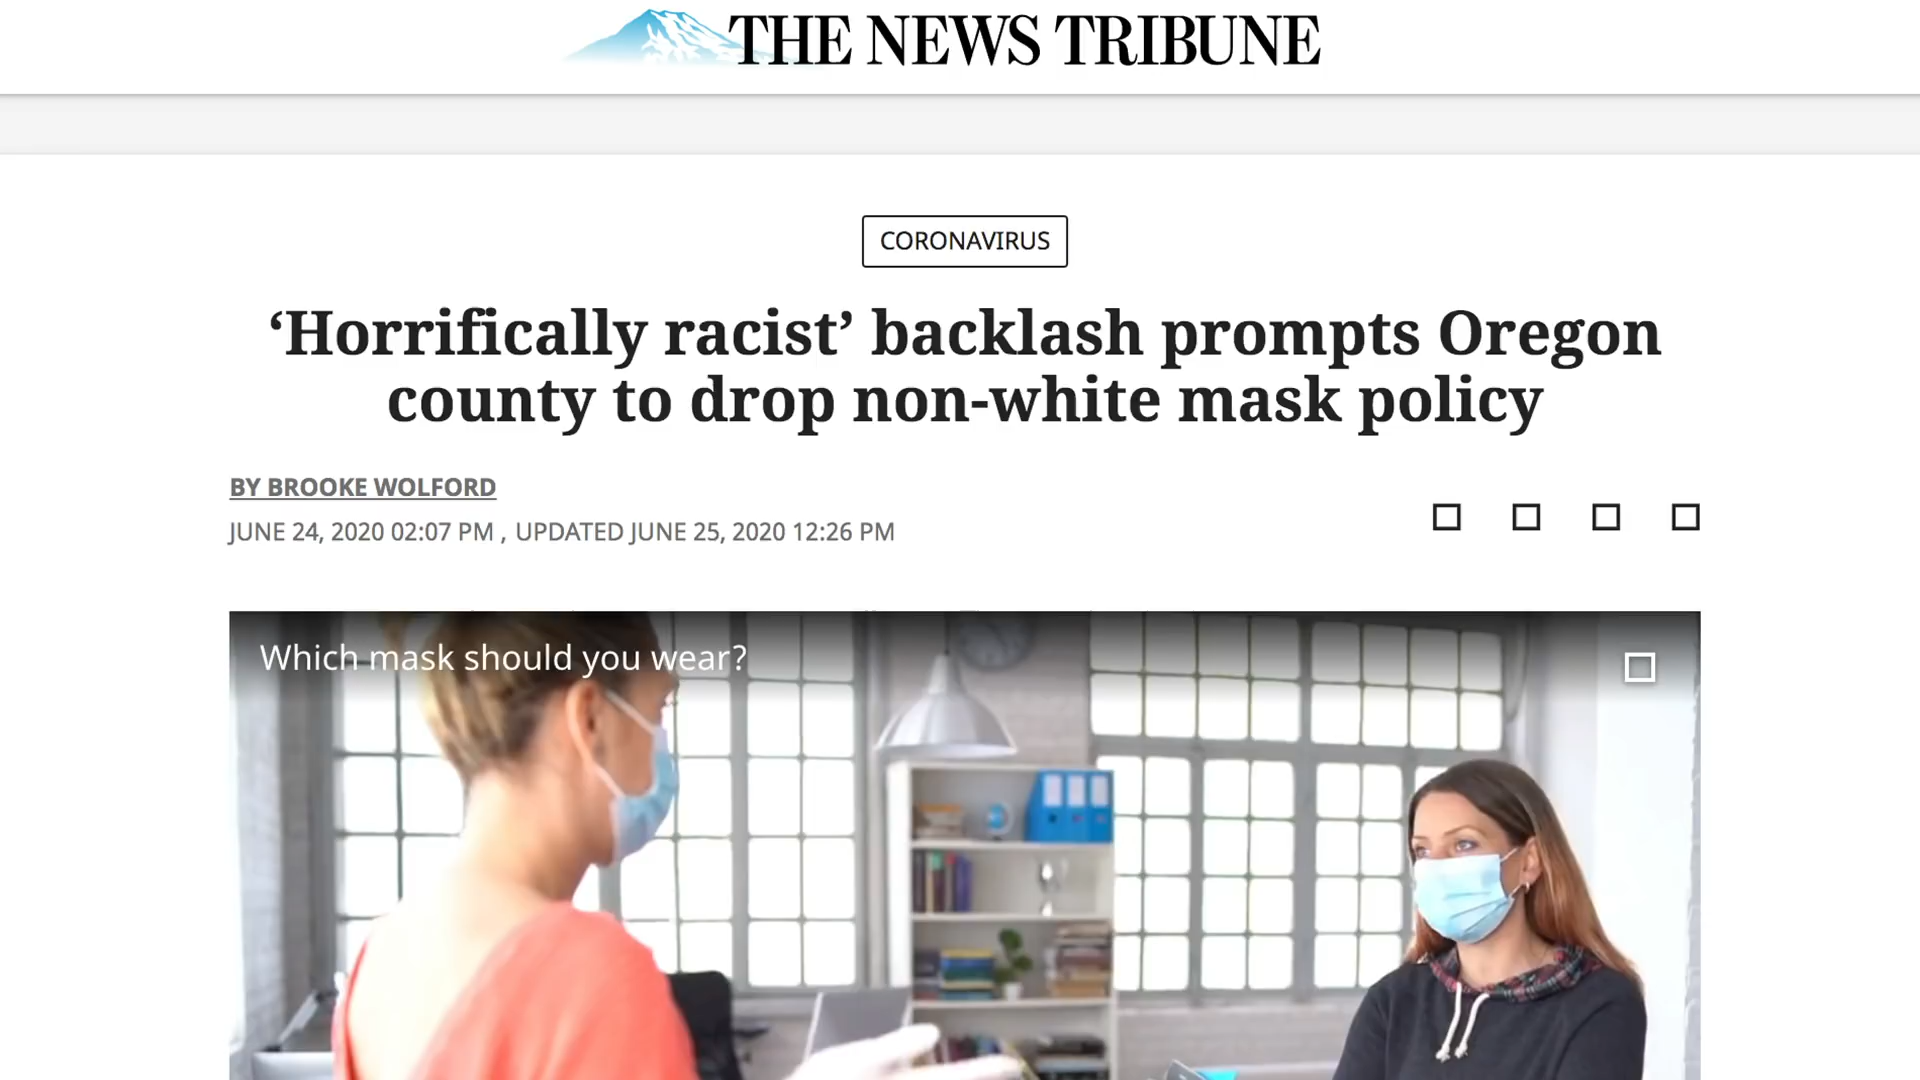 THE NEWS TRIBUNE
CORONAVIRUS
‘Horrifically racist’ backlash prompts Oregon
county to drop non-white mask policy
BY BROOKE WOLFORD
JUNE 24, 2020 02:07 PM , UPDATED JUNE 25, 2020 12:26 PM
Which mask should you wear?